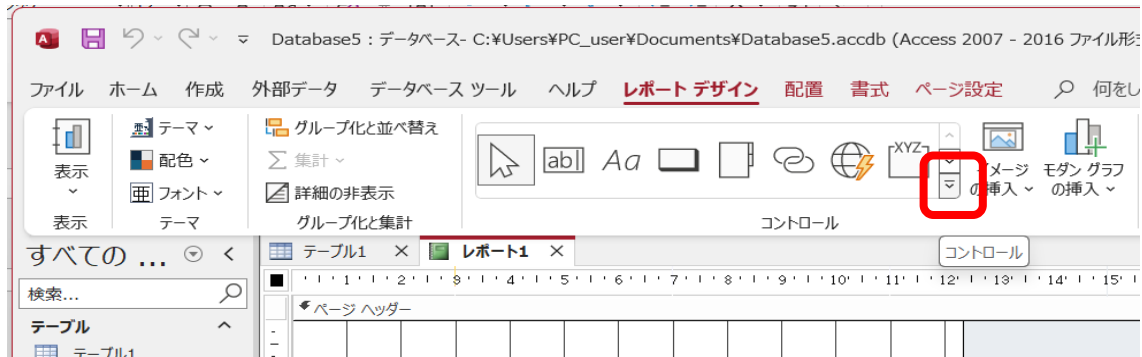 Database5 : データベース- C:¥Users¥PC_user¥Documents¥Database5.accdb (Access 2007 - 2016 ファイル形
ファイル ホーム 作成 外部データ データベース ツール ヘルプ レポート デザイン 配置 書式 ページ設定 何をし
表示
テーマ
配色
亜 フォント
グループ化と並べ替え
Σ 集計
詳細の非表示
ab| Aa XYZ
イメージ
の挿入
モダン グラフ
の挿入
表示 テーマ グループ化と集計 コントロール
コントロール
すべての ...
検索...
テーブル
テーブル1
テーブル1 レポート1
1 2 3 4 5 6 7 8 9 10 11 12 13 14 15
ページ ヘッダー